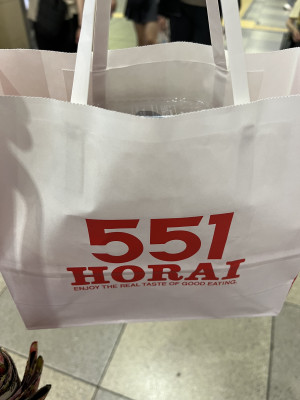 551
HORAI
ENJOY THE REAL TASTE OF GOOD EATING.